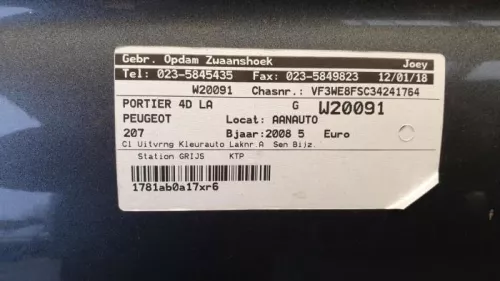 Gebr. Opdam Zwaanshoek Joey
Tel: 023-5845435 Fax: 023-5849823 12/01/18
W20091 Chasnr.: VF3WE8FSC34241764
PORTIER 4D LA G W20091
PEUGEOT Locat: AANAUTO
207 Bjaar: 2008 5 Euro
Cl Uitvrng Kleurauto Laknr.A Sen Bijz.
Station GRIJS KTP
1781ab0a17xr6